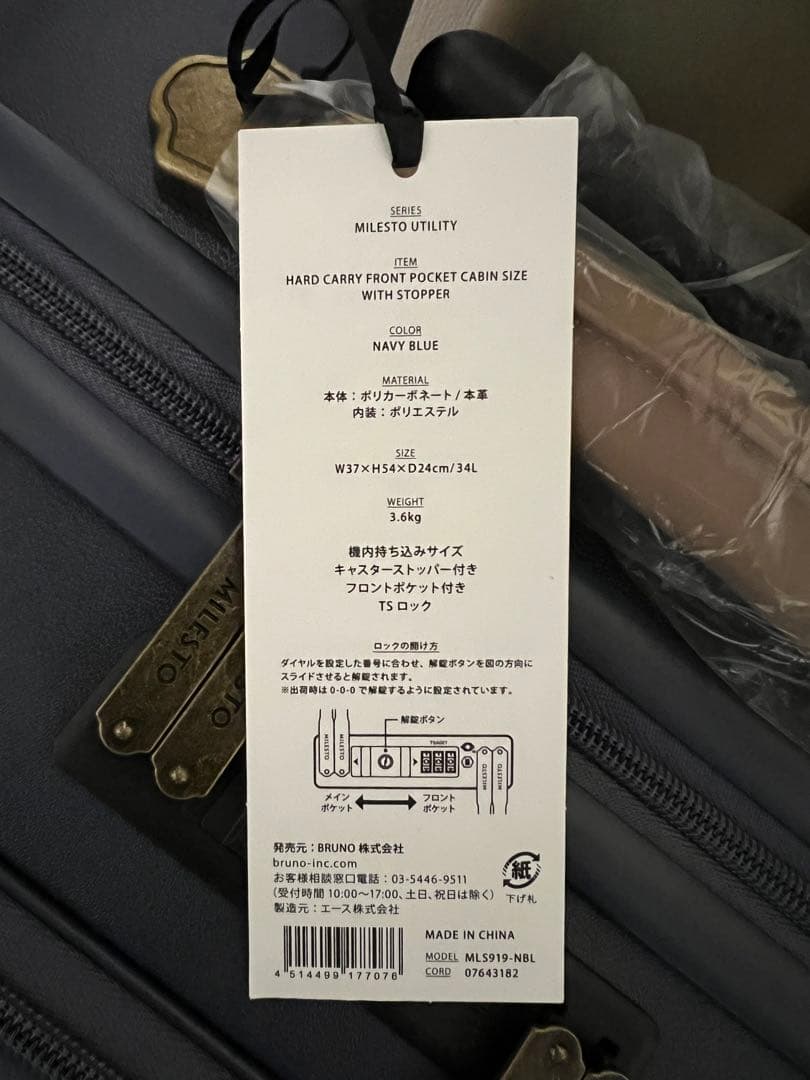 SERIES
MILESTO UTILITY
ITEM
HARD CARRY FRONT POCKET CABIN SIZE
WITH STOPPER
COLOR
NAVY BLUE
MATERIAL
本体：ポリカーボネート / 本革
内装：ポリエステル
SIZE
W37×H54×D24cm/34L
WEIGHT
3.6kg
機内持ち込みサイズ
キャスターストッパー付き
フロントポケット付き
TSロック
ロックの開け方
ダイヤルを設定した番号に合わせ、解錠ボタンを図の方向に
スライドさせると解錠されます。
※出荷時は 0-0-0 で解錠するように設定されています。
解錠ボタン
MILESTO
MILESTO
MILESTO
MILESTO
メイン
ポケット
フロント
ポケット
発売元：BRUNO 株式会社
bruno-inc.com
お客様相談窓口電話：03-5446-9511
（受付時間 10:00～17:00、土日、祝日は除く）
製造元：エース株式会社
紙
下げ札
4 514499 177076
MADE IN CHINA
MODEL MLS919-NBL
CORD 07643182
MILESTO
MILESTO